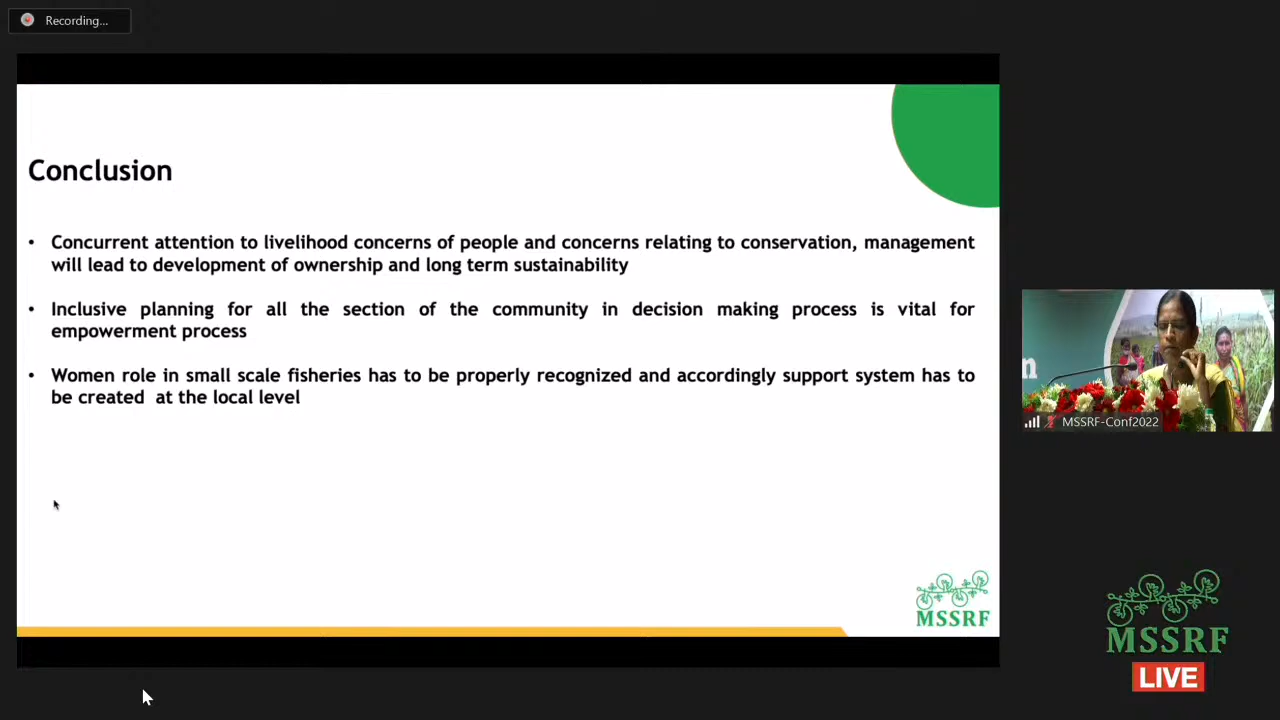 Recording...
Conclusion
• Concurrent attention to livelihood concerns of people and concerns relating to conservation, management
will lead to development of ownership and long term sustainability
• Inclusive planning for all the section of the community in decision making process is vital for
empowerment process
• Women role in small scale fisheries has to be properly recognized and accordingly support system has to
be created at the local level
MSSRF
n
MSSRF-Conf2022
MSSRF
LIVE